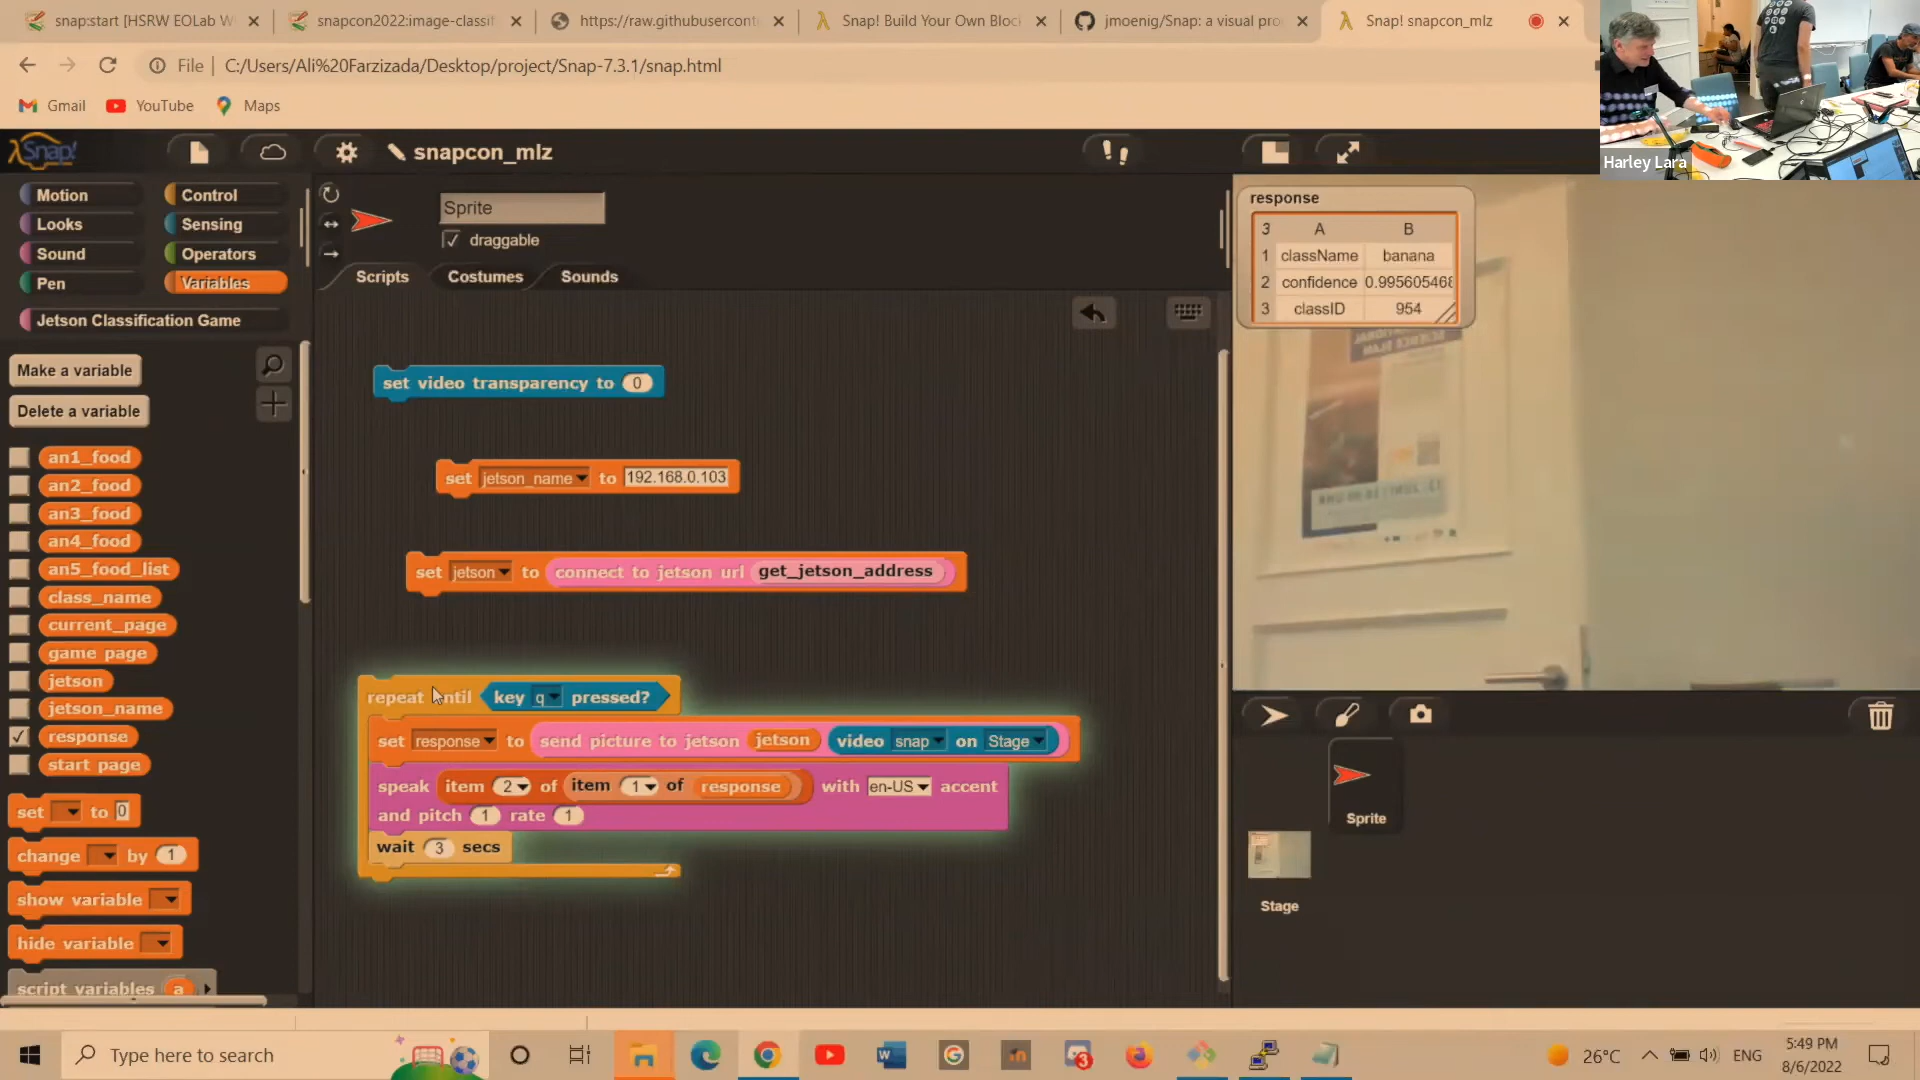 snap:start [HSRW EOLab W
snapcon2022:image-classif
https://raw.githubusercont
Snap! Build Your Own Bloc
jmoenig/Snap: a visual pro
Snap! snapcon_mlz
File | C:/Users/Ali%20Farzizada/Desktop/project/Snap-7.3.1/snap.html
Gmail YouTube Maps
Harley Lara
Snap!
snapcon_mlz
Motion
Control
Looks
Sensing
Sound
Operators
Pen
Variables
Jetson Classification Game
Make a variable
Delete a variable
an1_food
an2_food
an3_food
an4_food
an5_food_list
class_name
current_page
game page
jetson
jetson_name
response
start page
set to 0
change by 1
show variable
hide variable
script variables a
Sprite
draggable
Scripts Costumes Sounds
set video transparency to 0
set jetson_name to 192.168.0.103
set jetson to connect to jetson url get_jetson_address
repeat until key q pressed?
set response to send picture to jetson jetson video snap on Stage
speak item 2 of item 1 of response with en-US accent
and pitch 1 rate 1
wait 3 secs
response
3 A B
1 className banana
2 confidence 0.995605468
3 classID 954
Sprite
Stage
Type here to search
3
26°C
ENG
5:49 PM
8/6/2022